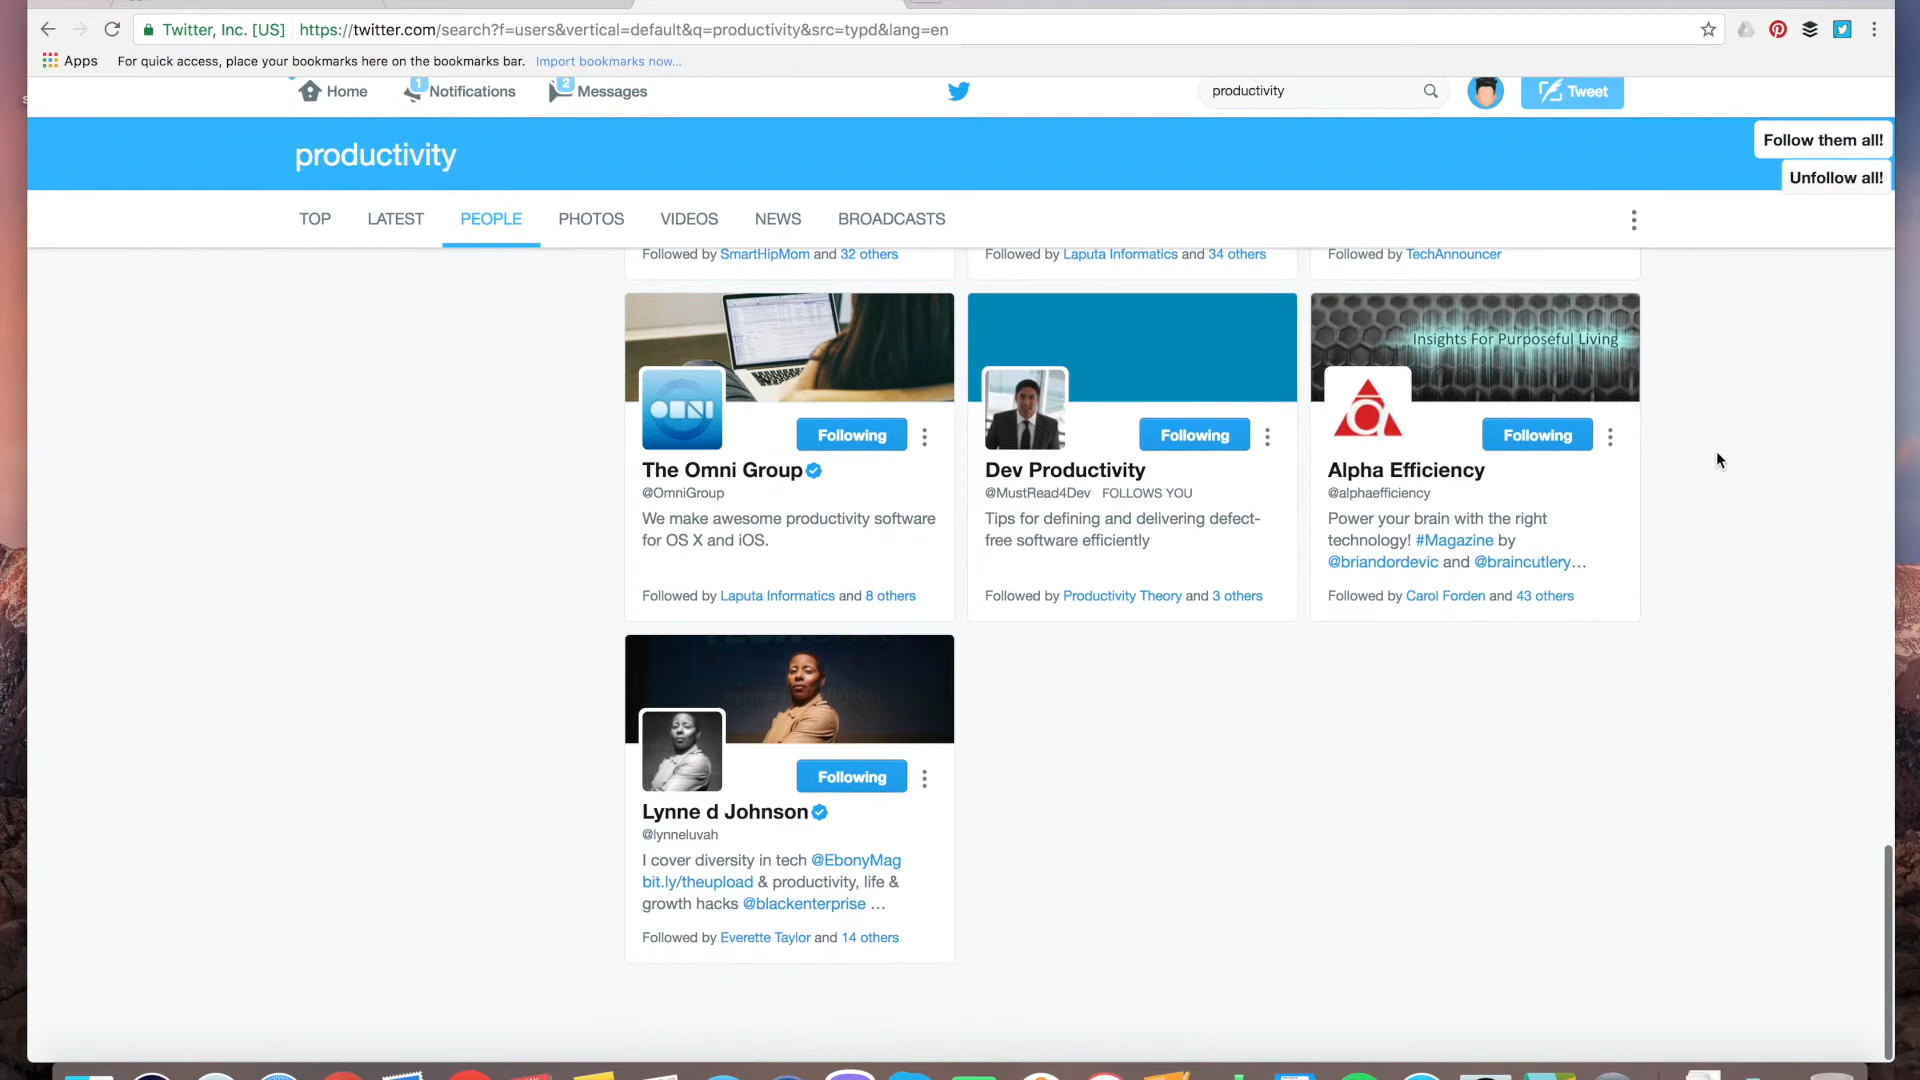 Twitter, Inc. [US] https://twitter.com/search?f=users&vertical=default&q=productivity&src=typd&lang=en
Apps For quick access, place your bookmarks here on the bookmarks bar. Import bookmarks now...
Home 1 Notifications 2 Messages productivity Tweet
productivity
Follow them all!
Unfollow all!
TOP LATEST PEOPLE PHOTOS VIDEOS NEWS BROADCASTS
Followed by SmartHipMom and 32 others
Followed by Laputa Informatics and 34 others
Followed by TechAnnouncer
OMNI
Following
The Omni Group
@OmniGroup
We make awesome productivity software
for OS X and iOS.
Followed by Laputa Informatics and 8 others
Following
Dev Productivity
@MustRead4Dev FOLLOWS YOU
Tips for defining and delivering defect-
free software efficiently
Followed by Productivity Theory and 3 others
Insights For Purposeful Living
Following
Alpha Efficiency
@alphaefficiency
Power your brain with the right
technology! #Magazine by
@briandordevic and @braincutlery…
Followed by Carol Forden and 43 others
Following
Lynne d Johnson
@lynneluvah
I cover diversity in tech @EbonyMag
bit.ly/theupload & productivity, life &
growth hacks @blackenterprise …
Followed by Everette Taylor and 14 others